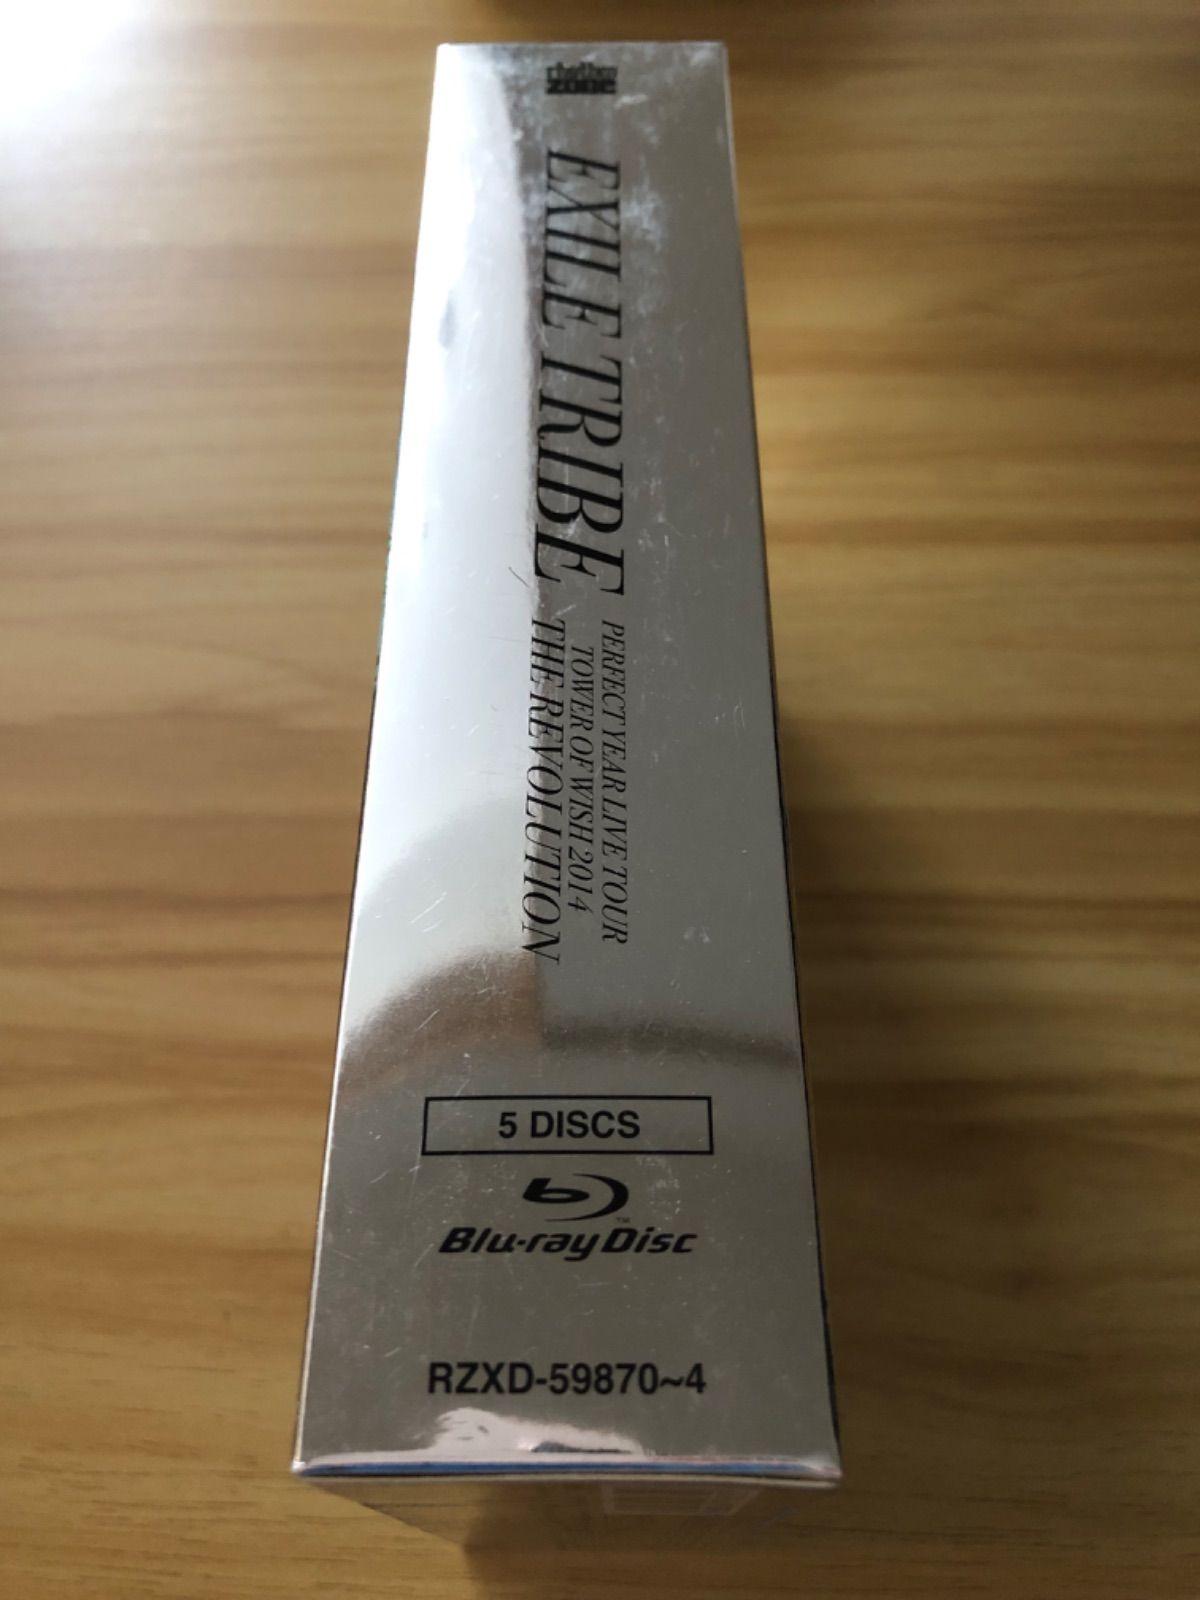 rhythm
zone
EXILE TRIBE
PERFECT YEAR LIVE TOUR
TOWER OF WISH 2014
THE REVOLUTION
5 DISCS
Blu-ray Disc™
RZXD-59870~4